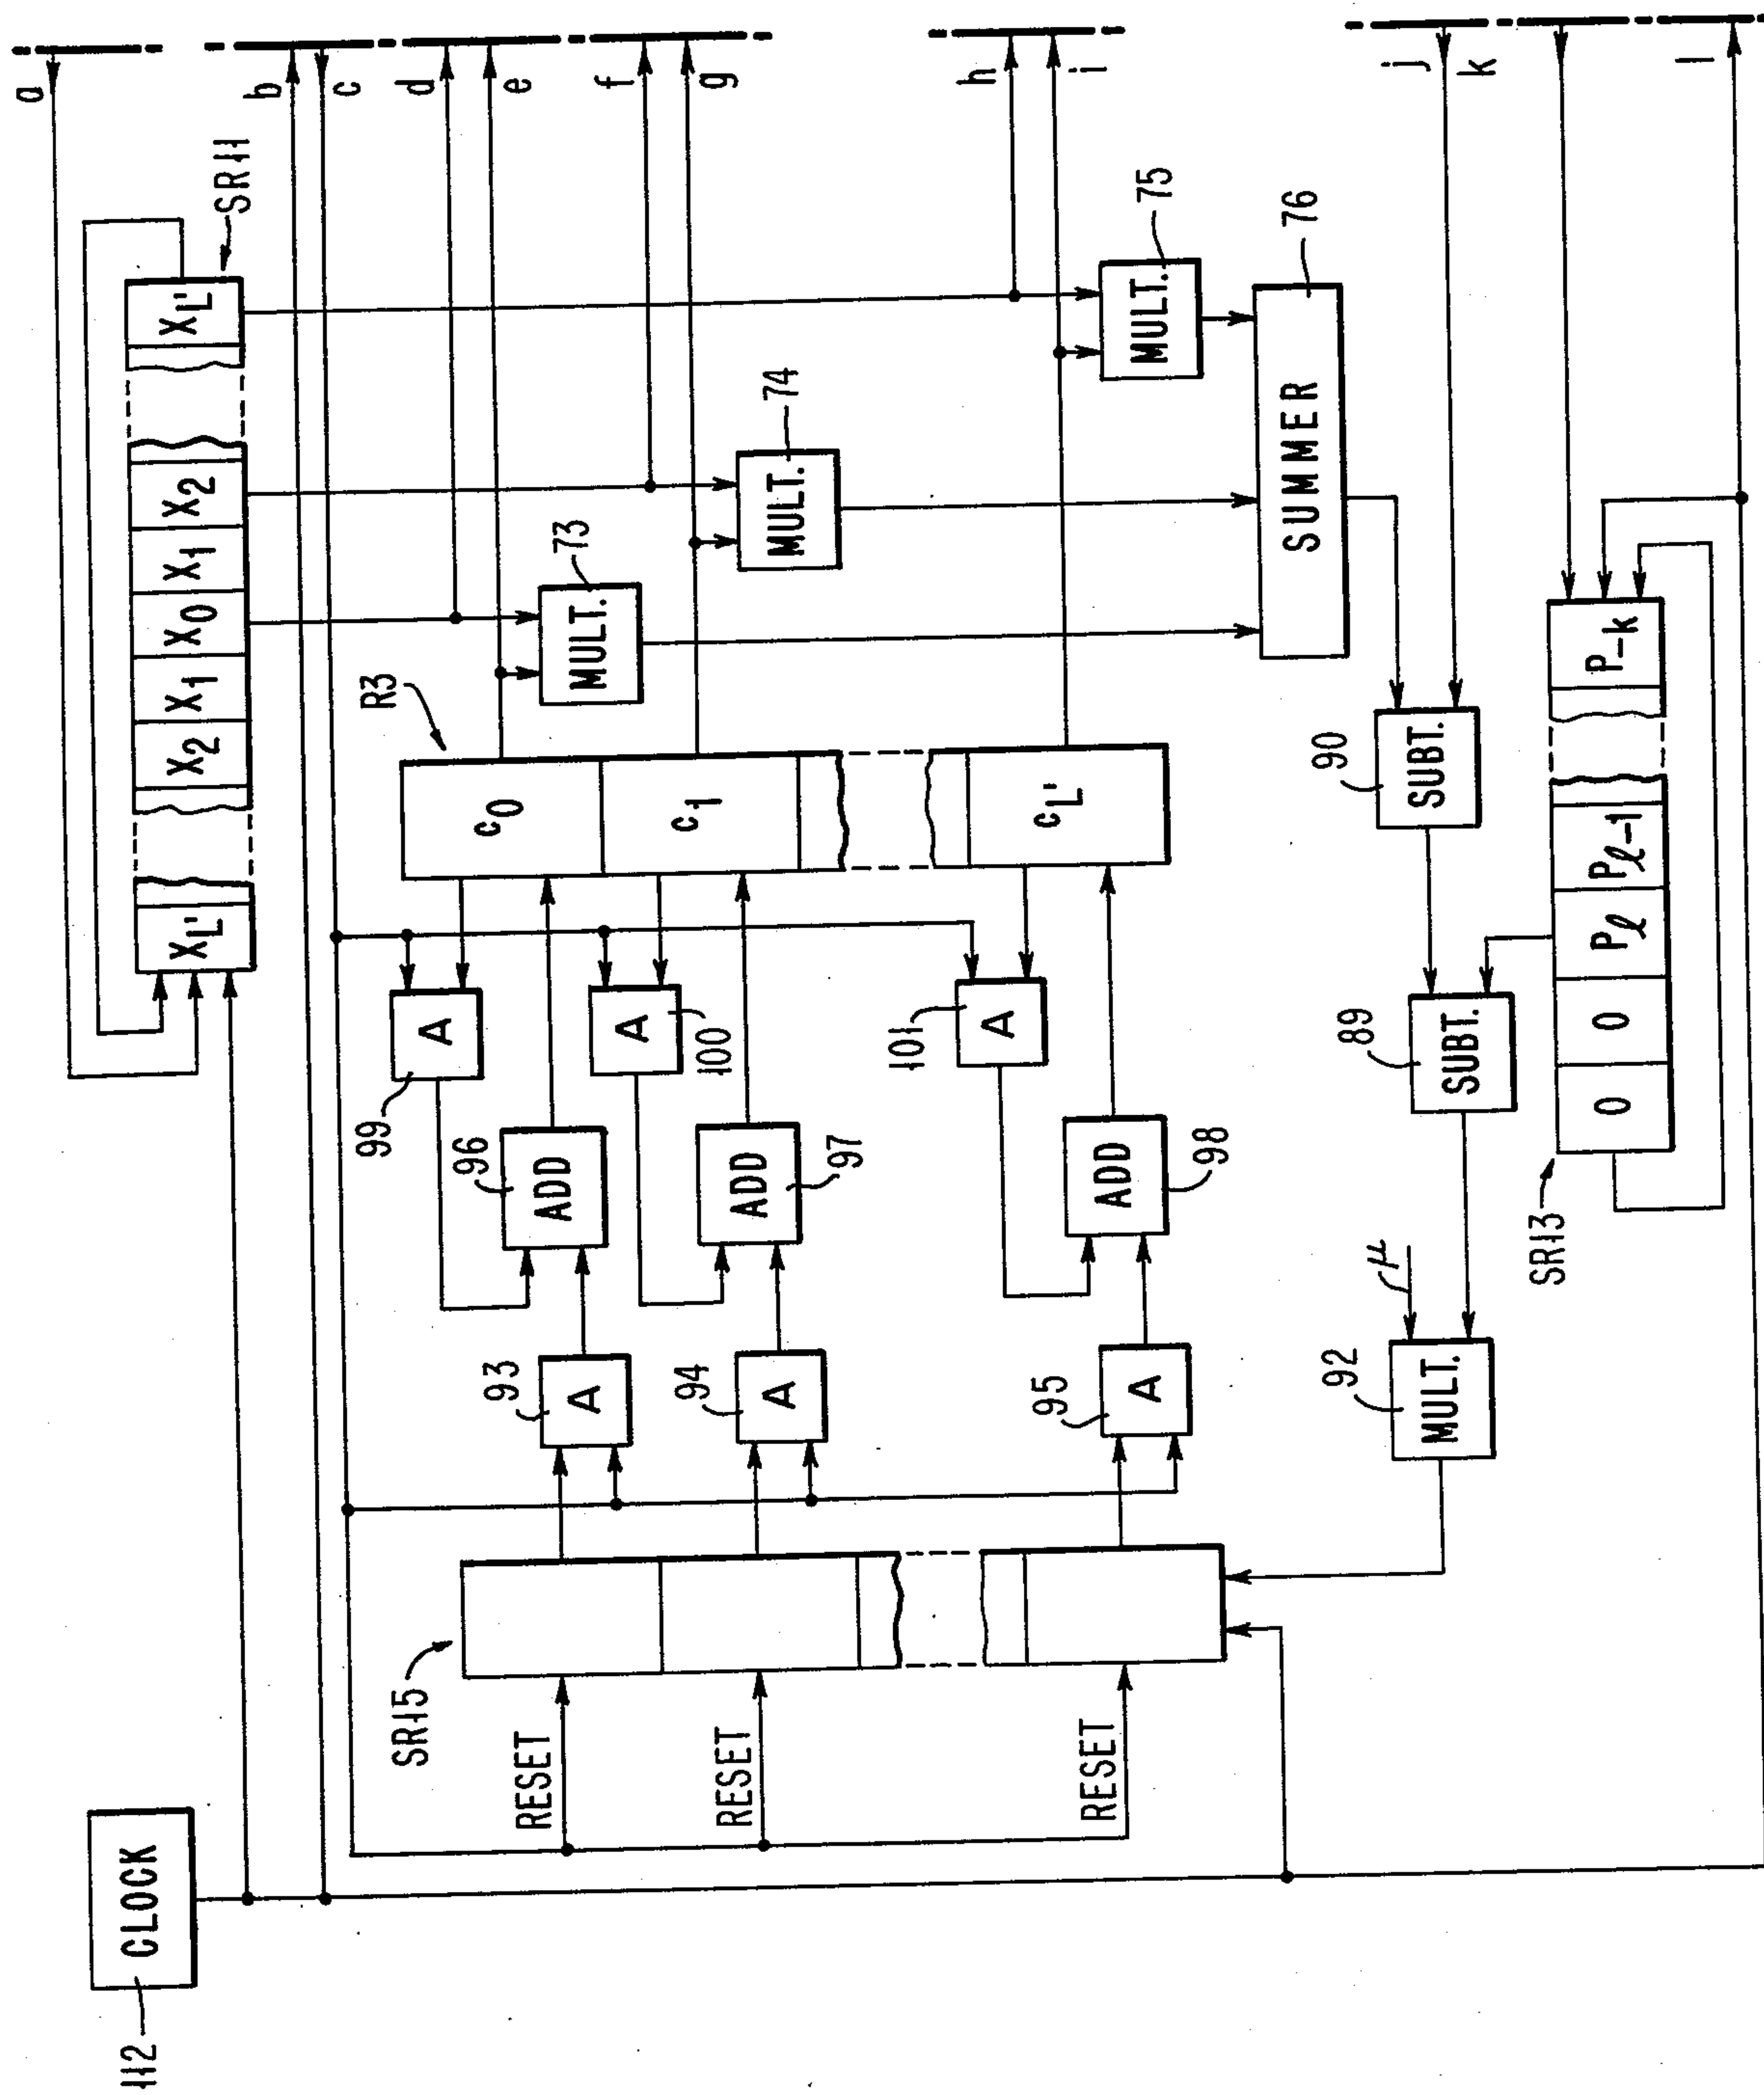 112
CLOCK
a
b
c
d
e
f
g
h
i
j
k
l
SR11
X_L'
X_2
X_1
X_0
X_1
X_2
X_L'
SR15
RESET
RESET
RESET
93
A
94
A
95
A
99
A
100
A
101
A
96
ADD
97
ADD
98
ADD
R3
c_0
c_1
c_L'
73
MULT.
74
MULT.
75
MULT.
76
SUMMER
92
MULT.
μ
89
SUBT.
90
SUBT.
SR13
0
0
P_ℓ
P_ℓ-1
P_-k